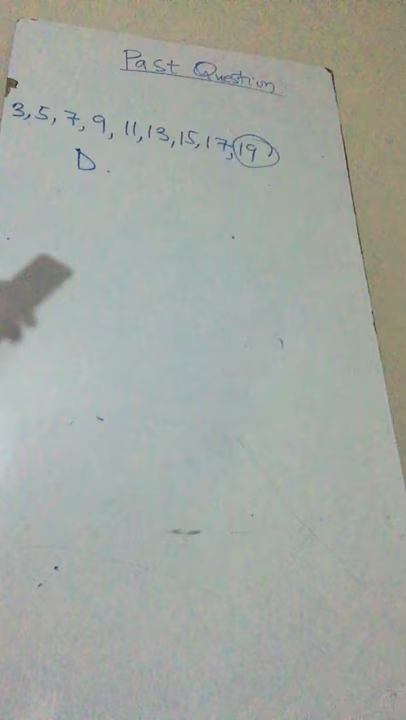 Past Question
3, 5, 7, 9, 11, 13, 15, 17, 19
D.